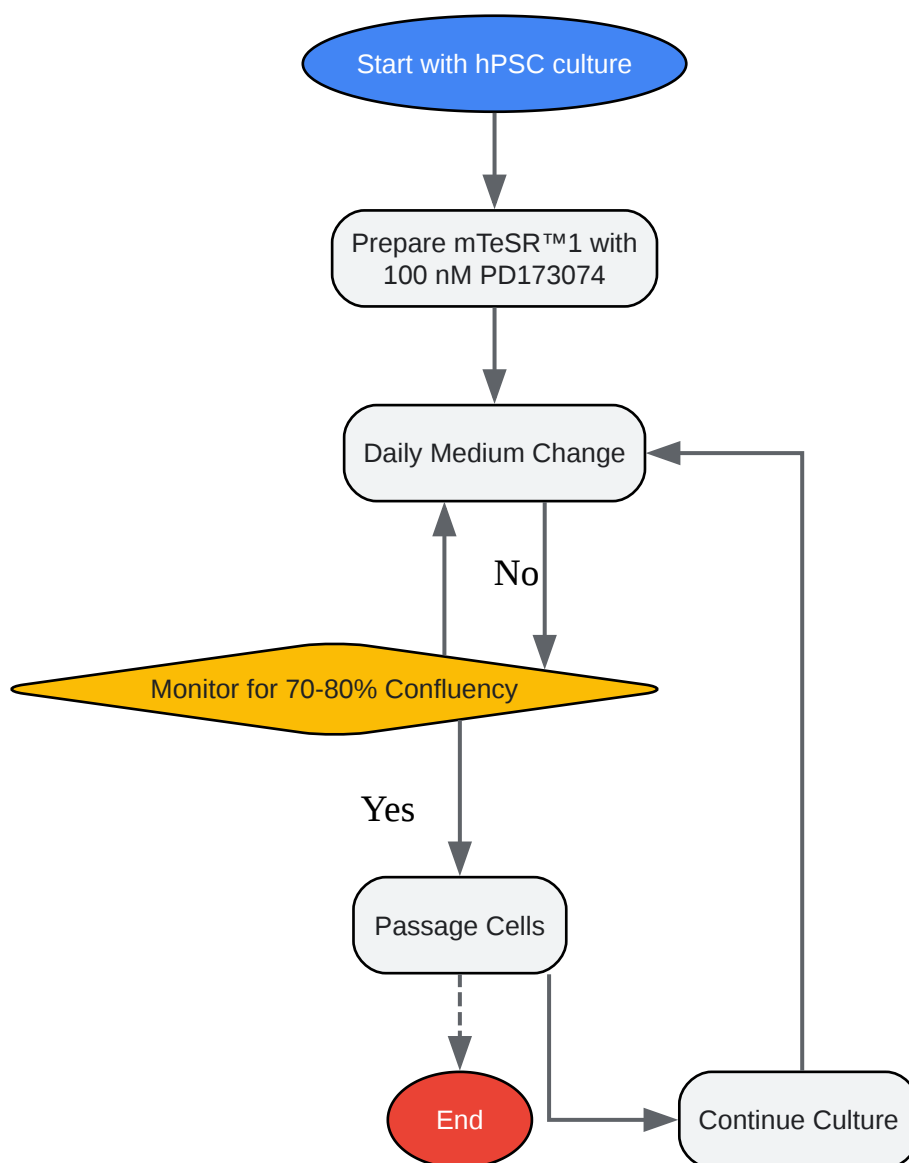 Start with hPSC culture
Prepare mTeSR™1 with
100 nM PD173074
Daily Medium Change
No
Monitor for 70-80% Confluency
Yes
Passage Cells
End
Continue Culture